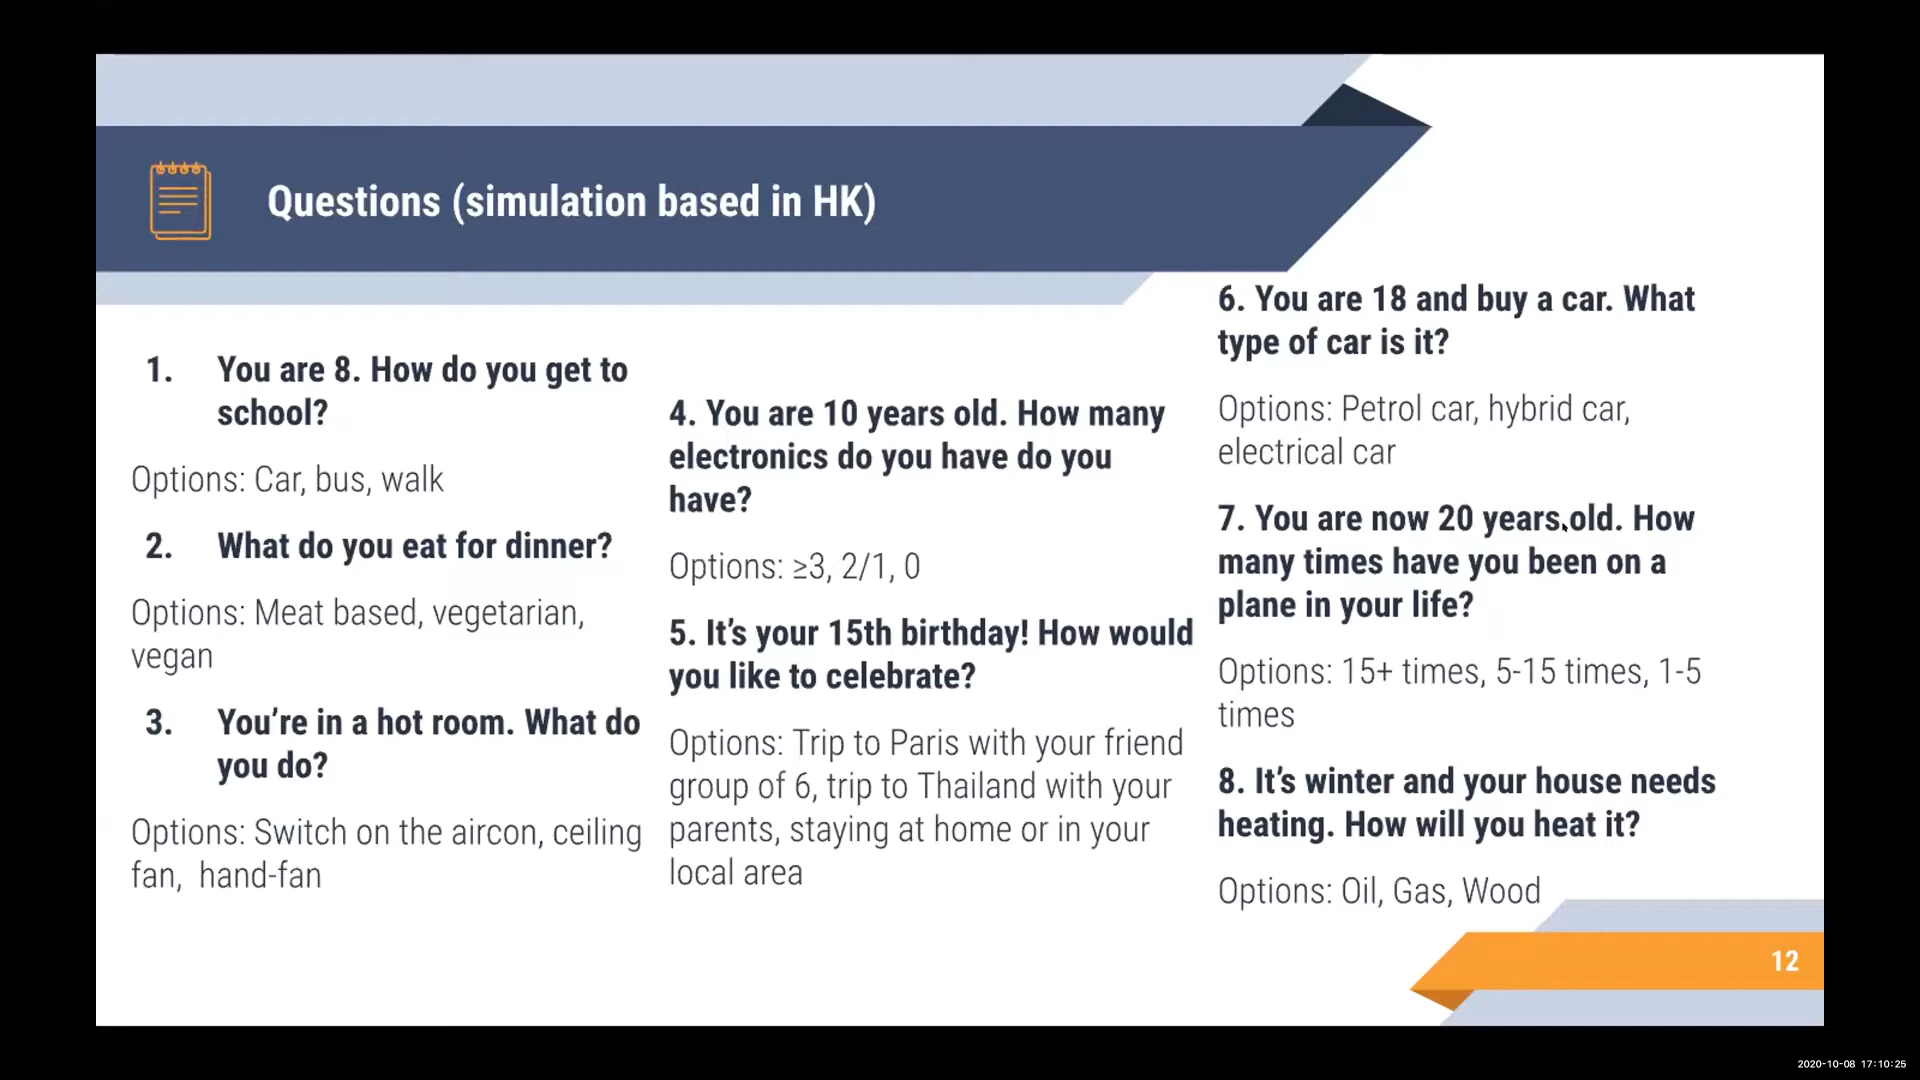 Questions (simulation based in HK)
1. You are 8. How do you get to
school?
Options: Car, bus, walk
2. What do you eat for dinner?
Options: Meat based, vegetarian,
vegan
3. You’re in a hot room. What do
you do?
Options: Switch on the aircon, ceiling
fan, hand-fan
4. You are 10 years old. How many
electronics do you have do you
have?
Options: ≥3, 2/1, 0
5. It’s your 15th birthday! How would
you like to celebrate?
Options: Trip to Paris with your friend
group of 6, trip to Thailand with your
parents, staying at home or in your
local area
6. You are 18 and buy a car. What
type of car is it?
Options: Petrol car, hybrid car,
electrical car
7. You are now 20 years old. How
many times have you been on a
plane in your life?
Options: 15+ times, 5-15 times, 1-5
times
8. It’s winter and your house needs
heating. How will you heat it?
Options: Oil, Gas, Wood
12
2020-10-08 17:10:25